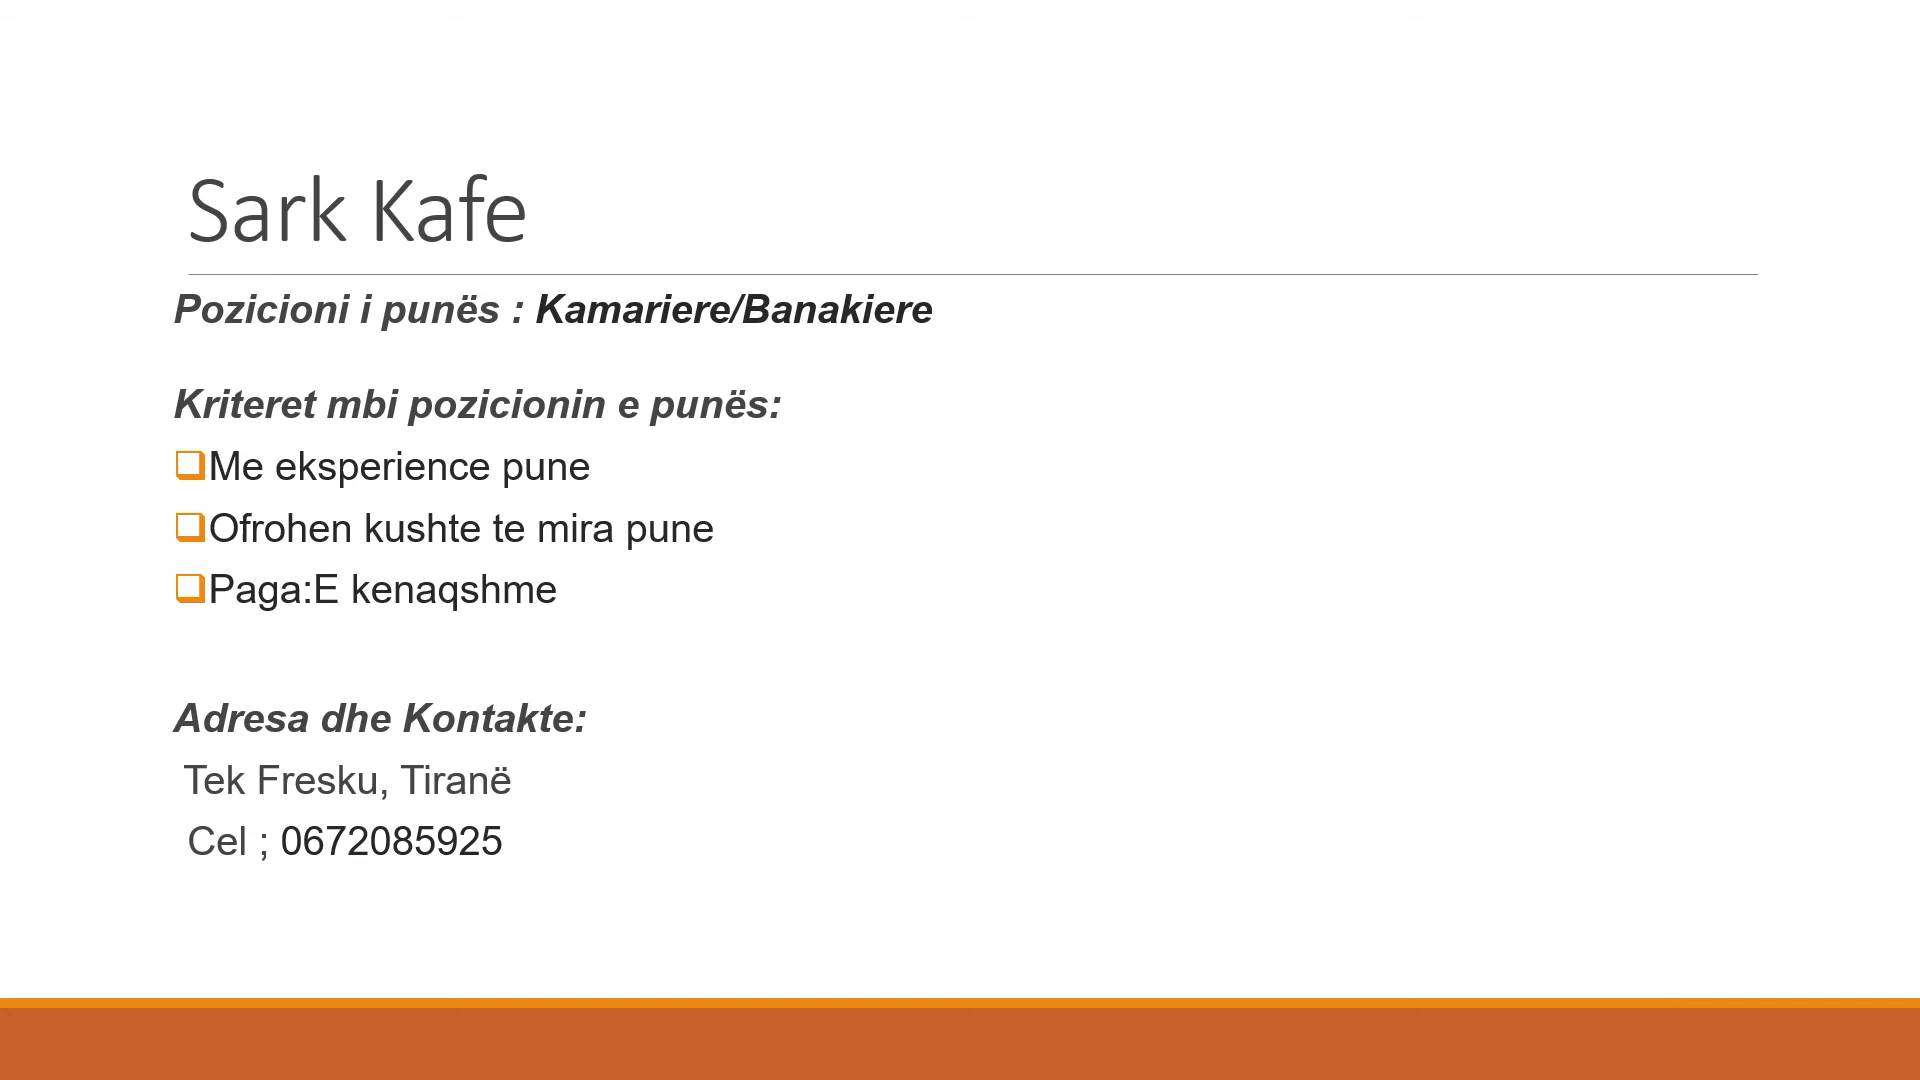 Sark Kafe
Pozicioni i punës : Kamariere/Banakiere
Kriteret mbi pozicionin e punës:
Me eksperience pune
Ofrohen kushte te mira pune
Paga:E kenaqshme
Adresa dhe Kontakte:
Tek Fresku, Tiranë
Cel ; 0672085925